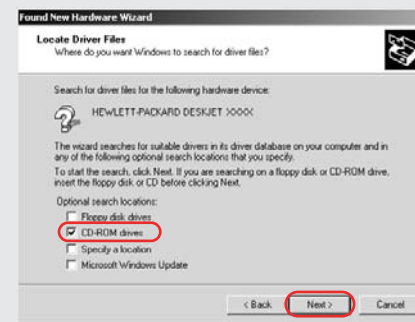 Found New Hardware Wizard
Locate Driver Files
Where do you want Windows to search for driver files?
Search for driver files for the following hardware device:
HEWLETT-PACKARD DESKJET XXXX
The wizard searches for suitable drivers in its driver database on your computer and in
any of the following optional search locations that you specify.
To start the search, click Next. If you are searching on a floppy disk or CD-ROM drive,
insert the floppy disk or CD before clicking Next.
Optional search locations:
Floppy disk drives
CD-ROM drives
Specify a location
Microsoft Windows Update
< Back
Next >
Cancel